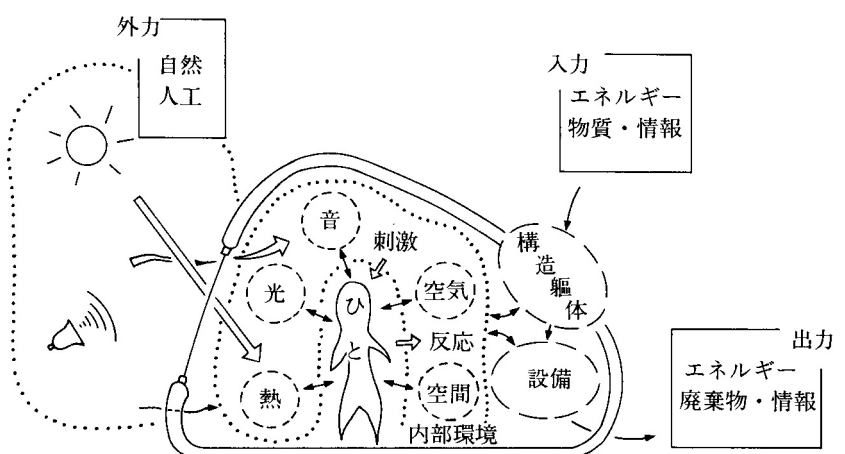 外力
自然
人工
入力
エネルギー
物質・情報
音
刺激
構造躯体
光
ひと
空気
反応
出力
エネルギー
廃棄物・情報
熱
空間
設備
内部環境